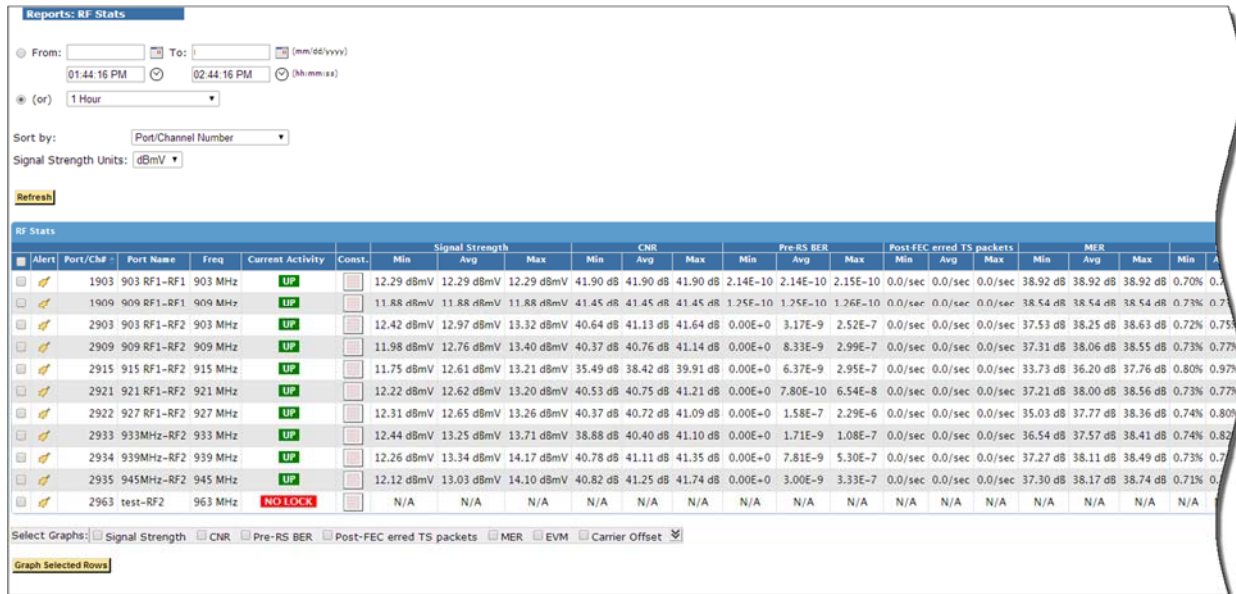 Reports: RF Stats
From: To: (mm/dd/yyyy)
01:44:16 PM 02:44:16 PM (hh:mm:ss)
(or) 1 Hour
Sort by: Port/Channel Number
Signal Strength Units: dBmV
Refresh
RF Stats
Signal Strength CNR Pre-RS BER Post-FEC erred TS packets MER
Alert Port/Ch# Port Name Freq Current Activity Const. Min Avg Max Min Avg Max Min Avg Max Min Avg Max Min Avg Max Min
1903 903 RF1-RF1 903 MHz UP 12.29 dBmV 12.29 dBmV 12.29 dBmV 41.90 dB 41.90 dB 41.90 dB 2.14E-10 2.14E-10 2.15E-10 0.0/sec 0.0/sec 0.0/sec 38.92 dB 38.92 dB 38.92 dB 0.70%
1909 909 RF1-RF1 909 MHz UP 11.88 dBmV 11.88 dBmV 11.88 dBmV 41.45 dB 41.45 dB 41.45 dB 1.25E-10 1.25E-10 1.26E-10 0.0/sec 0.0/sec 0.0/sec 38.54 dB 38.54 dB 38.54 dB 0.73%
2903 903 RF1-RF2 903 MHz UP 12.42 dBmV 12.97 dBmV 13.32 dBmV 40.64 dB 41.13 dB 41.64 dB 0.00E+0 3.17E-9 2.52E-7 0.0/sec 0.0/sec 0.0/sec 37.53 dB 38.25 dB 38.63 dB 0.72% 0.75%
2909 909 RF1-RF2 909 MHz UP 11.98 dBmV 12.76 dBmV 13.40 dBmV 40.37 dB 40.76 dB 41.14 dB 0.00E+0 8.33E-9 2.99E-7 0.0/sec 0.0/sec 0.0/sec 37.31 dB 38.06 dB 38.55 dB 0.73% 0.77%
2915 915 RF1-RF2 915 MHz UP 11.75 dBmV 12.61 dBmV 13.21 dBmV 35.49 dB 38.42 dB 39.91 dB 0.00E+0 6.37E-9 2.95E-7 0.0/sec 0.0/sec 0.0/sec 33.73 dB 36.20 dB 37.76 dB 0.80% 0.97%
2921 921 RF1-RF2 921 MHz UP 12.22 dBmV 12.62 dBmV 13.20 dBmV 40.53 dB 40.75 dB 41.21 dB 0.00E+0 7.80E-10 6.54E-8 0.0/sec 0.0/sec 0.0/sec 37.21 dB 38.00 dB 38.56 dB 0.73% 0.77%
2922 927 RF1-RF2 927 MHz UP 12.31 dBmV 12.65 dBmV 13.26 dBmV 40.37 dB 40.72 dB 41.09 dB 0.00E+0 1.58E-7 2.29E-6 0.0/sec 0.0/sec 0.0/sec 35.03 dB 37.77 dB 38.36 dB 0.74% 0.80%
2933 933MHz-RF2 933 MHz UP 12.44 dBmV 13.25 dBmV 13.71 dBmV 38.88 dB 40.40 dB 41.10 dB 0.00E+0 1.71E-9 1.08E-7 0.0/sec 0.0/sec 0.0/sec 36.54 dB 37.57 dB 38.41 dB 0.74% 0.82
2934 939MHz-RF2 939 MHz UP 12.26 dBmV 13.34 dBmV 14.17 dBmV 40.78 dB 41.11 dB 41.35 dB 0.00E+0 7.81E-9 5.30E-7 0.0/sec 0.0/sec 0.0/sec 37.27 dB 38.11 dB 38.49 dB 0.73%
2935 945MHz-RF2 945 MHz UP 12.12 dBmV 13.03 dBmV 14.10 dBmV 40.82 dB 41.25 dB 41.74 dB 0.00E+0 3.00E-9 3.33E-7 0.0/sec 0.0/sec 0.0/sec 37.30 dB 38.17 dB 38.74 dB 0.71%
2963 test-RF2 963 MHz NO LOCK N/A N/A N/A N/A N/A N/A N/A N/A N/A N/A N/A N/A N/A N/A N/A N/A
Select Graphs: Signal Strength CNR Pre-RS BER Post-FEC erred TS packets MER EVM Carrier Offset
Graph Selected Rows